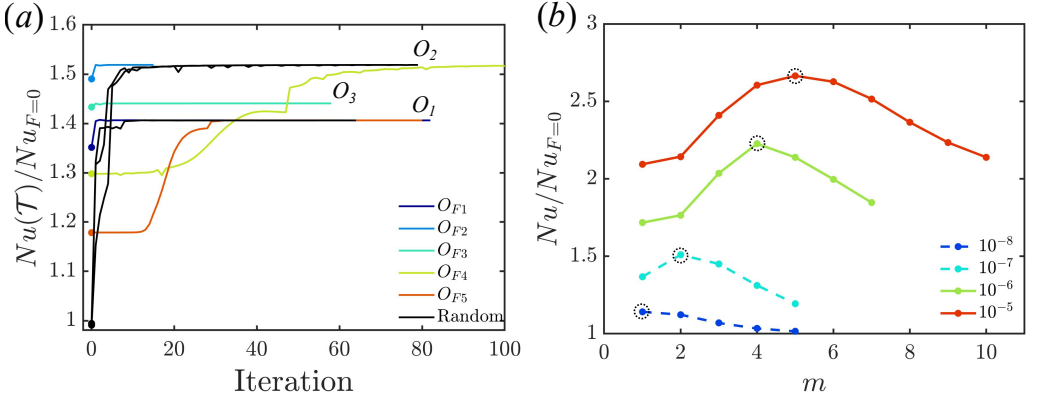 (a)
Nu(𝒯)/Nu_{F=0}
1.6
1.5
1.4
1.3
1.2
1.1
1
0
20
40
60
80
100
Iteration
O_2
O_3
O_1
O_{F1}
O_{F2}
O_{F3}
O_{F4}
O_{F5}
Random
(b)
Nu/Nu_{F=0}
3
2.5
2
1.5
1
0
2
4
6
8
10
m
10^{-8}
10^{-7}
10^{-6}
10^{-5}